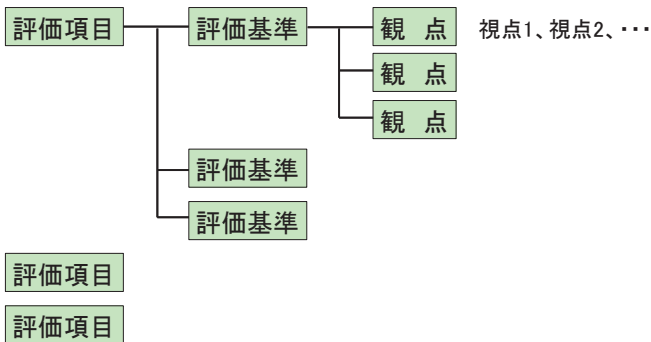 評価項目 評価基準 観 点 視点1、視点2、･･･
観 点
観 点
評価基準
評価基準
評価項目
評価項目